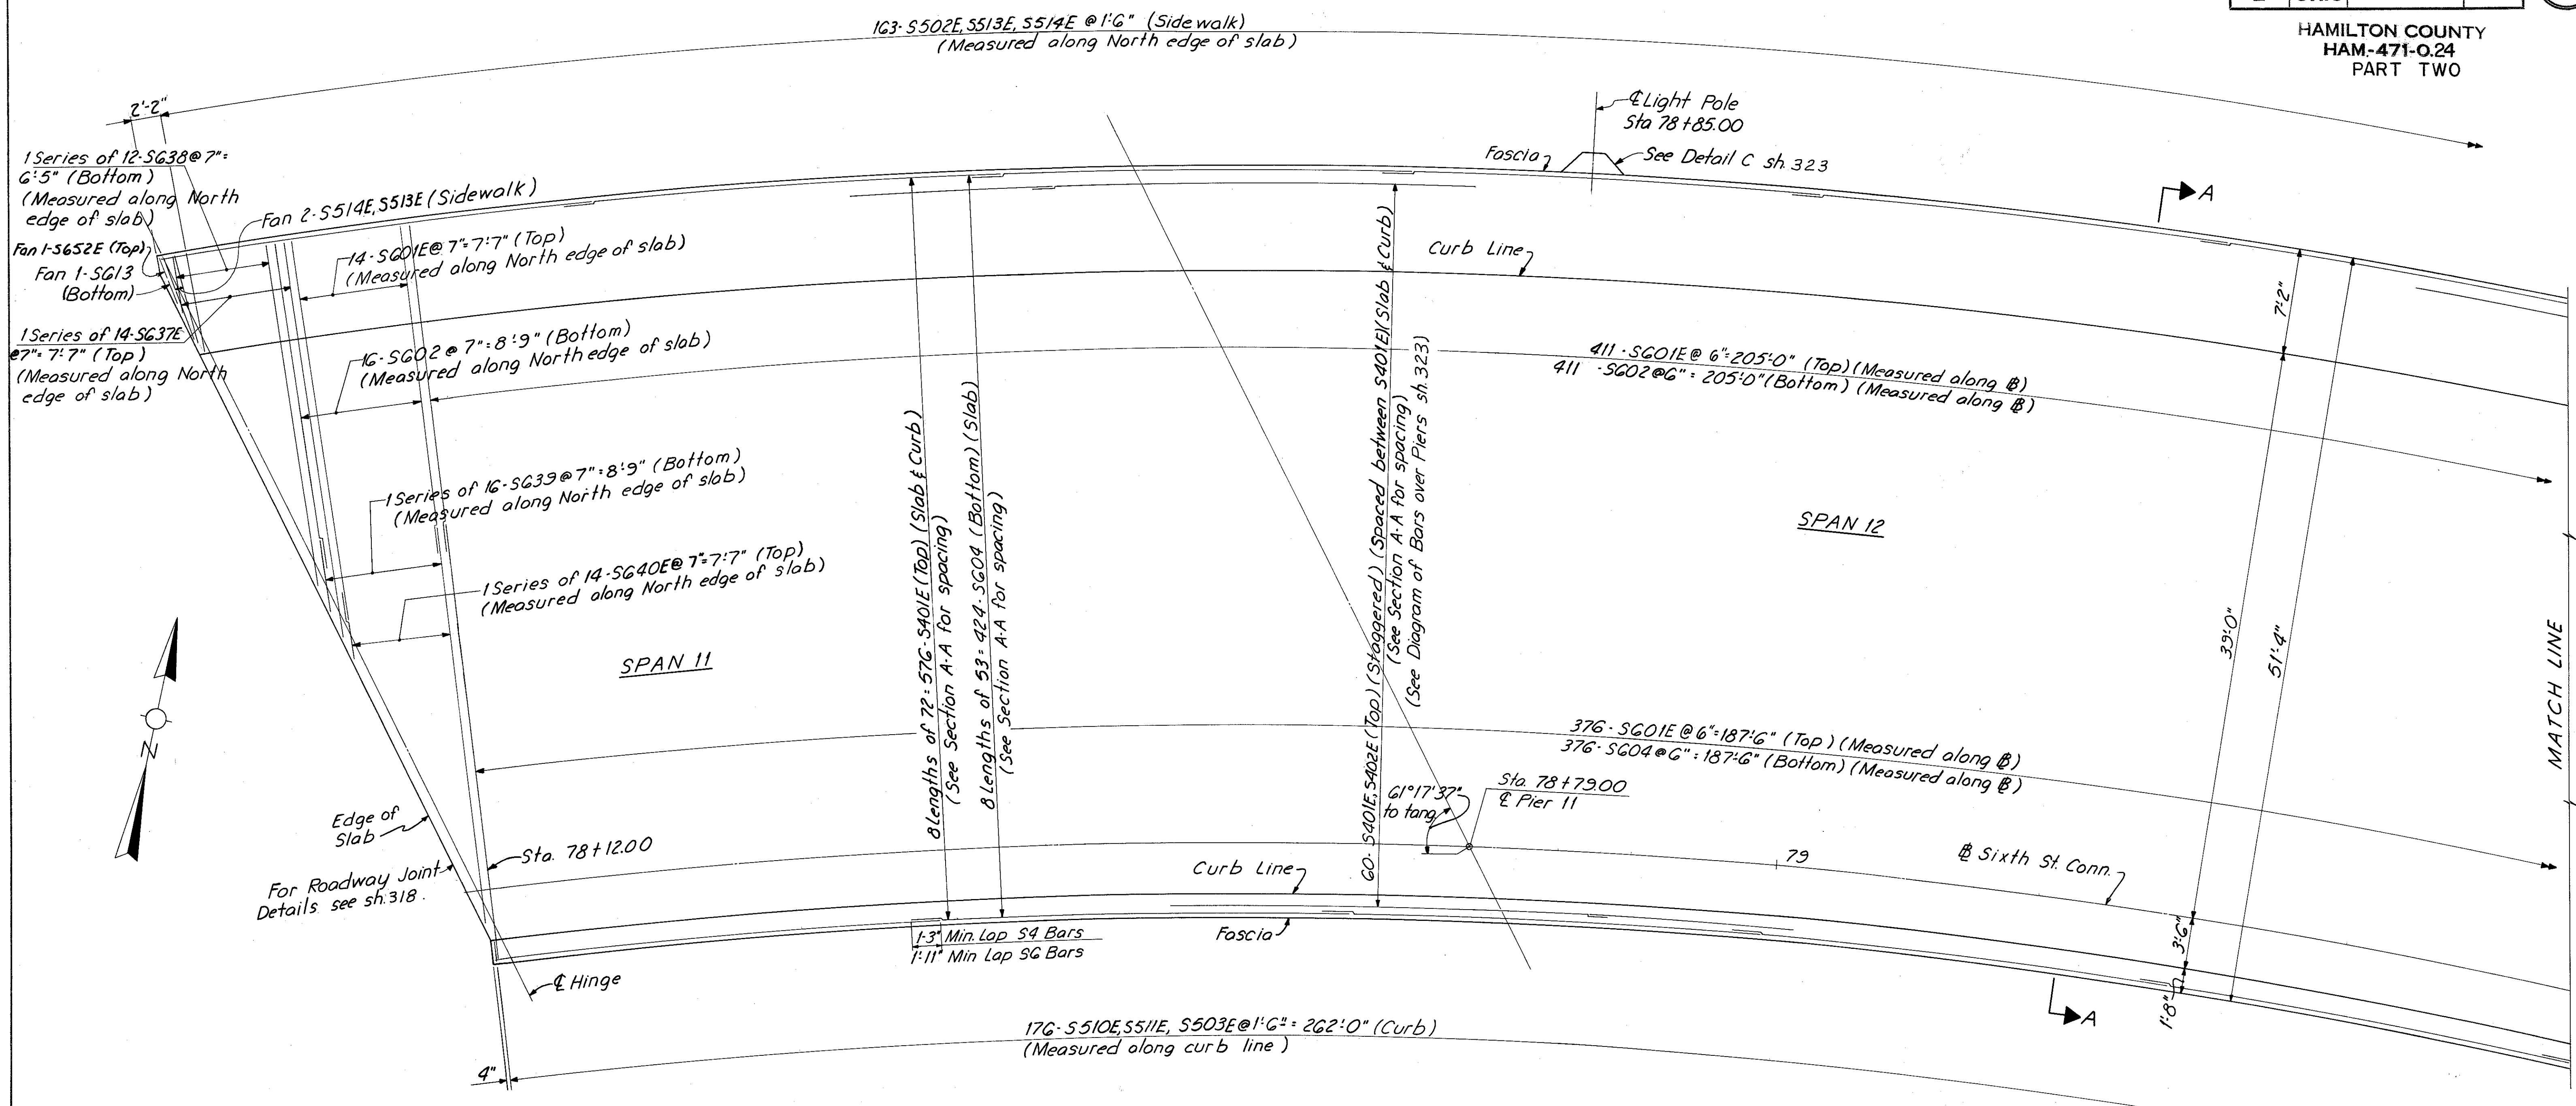 163-S502E, S513E, S514E @ 1'-6" (Sidewalk)
(Measured along North edge of slab)
HAMILTON COUNTY
HAM.-471-0.24
PART TWO
2'-2"
℄ Light Pole
Sta 78+85.00
Fascia
See Detail C sh. 323
A
1 Series of 12-S638 @ 7"=
6'-5" (Bottom)
(Measured along North
edge of slab)
Fan 2-S514E, S513E (Sidewalk)
Fan 1-S652E (Top)
Fan 1-S613
(Bottom)
14-S601E @ 7"=7'-7" (Top)
(Measured along North edge of slab)
Curb Line
1 Series of 14-S637E
@7"=7'-7" (Top)
(Measured along North
edge of slab)
16-S602 @ 7"=8'-9" (Bottom)
(Measured along North edge of slab)
7'-2"
411-S601E @ 6"=205'-0" (Top) (Measured along ℄)
411-S602 @ 6"=205'-0" (Bottom) (Measured along ℄)
1 Series of 16-S639 @ 7"=8'-9" (Bottom)
(Measured along North edge of slab)
1 Series of 14-S640E @ 7"=7'-7" (Top)
(Measured along North edge of slab)
8 Lengths of 72=576-S401E (Top) (Slab & Curb)
(See Section A-A for spacing)
8 Lengths of 53=424-S604 (Bottom) (Slab)
(See Section A-A for spacing)
60-S401E, S402E (Top) (Staggered) (Spaced between S401E) (Slab & Curb)
(See Section A-A for spacing)
(See Diagram of Bars over Piers sh. 323)
SPAN 11
SPAN 12
39'-0"
51'-4"
MATCH LINE
N
376-S601E @ 6"=187'-6" (Top) (Measured along ℄)
376-S604 @ 6"=187'-6" (Bottom) (Measured along ℄)
61°17'37"
to tang.
Sta. 78+79.00
℄ Pier 11
Edge of
Slab
Sta. 78+12.00
For Roadway Joint
Details see sh. 318.
Curb Line
79
℄ Sixth St. Conn.
1'-3" Min. Lap S4 Bars
1'-11" Min Lap S6 Bars
Fascia
3'-6"
1'-8"
℄ Hinge
A
176-S510E, S511E, S503E @ 1'-6"=262'-0" (Curb)
(Measured along curb line)
4"